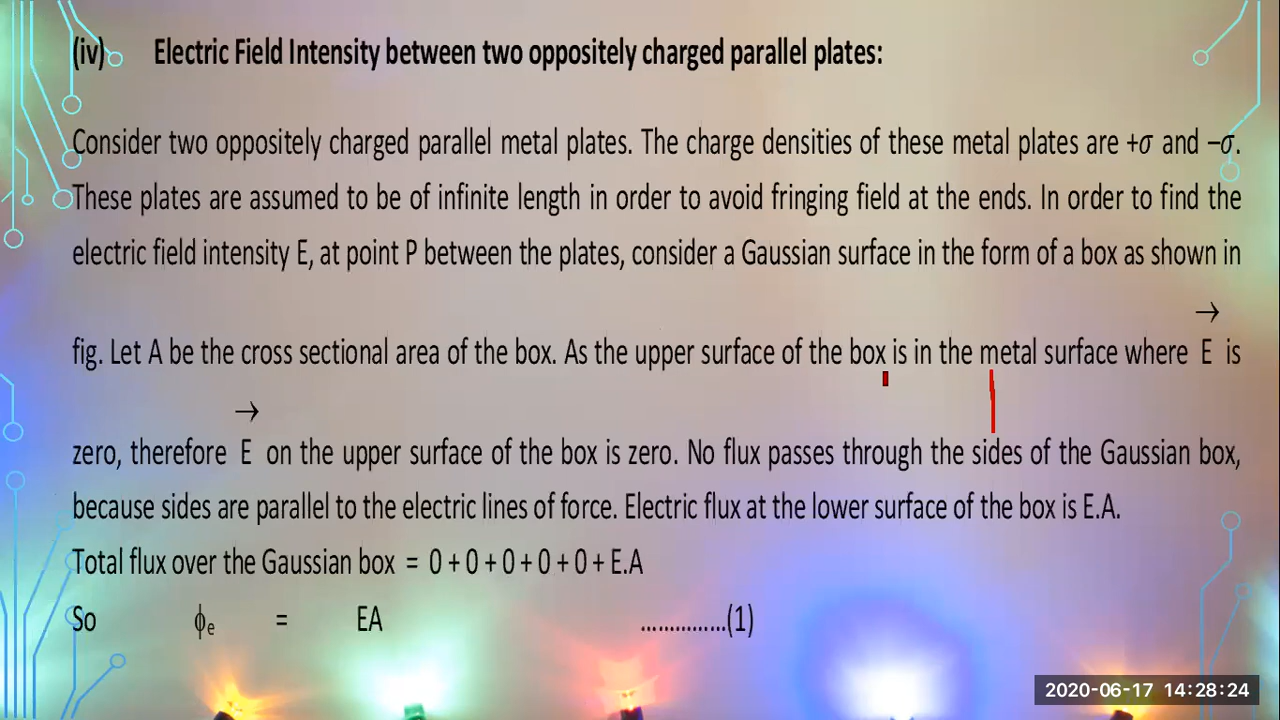 (iv) Electric Field Intensity between two oppositely charged parallel plates:
Consider two oppositely charged parallel metal plates. The charge densities of these metal plates are +σ and –σ.
These plates are assumed to be of infinite length in order to avoid fringing field at the ends. In order to find the
electric field intensity E, at point P between the plates, consider a Gaussian surface in the form of a box as shown in
→
fig. Let A be the cross sectional area of the box. As the upper surface of the box is in the metal surface where E is
→
zero, therefore E on the upper surface of the box is zero. No flux passes through the sides of the Gaussian box,
because sides are parallel to the electric lines of force. Electric flux at the lower surface of the box is E.A.
Total flux over the Gaussian box = 0 + 0 + 0 + 0 + 0 + E.A
So ϕₑ = EA ...............(1)
2020-06-17 14:28:24